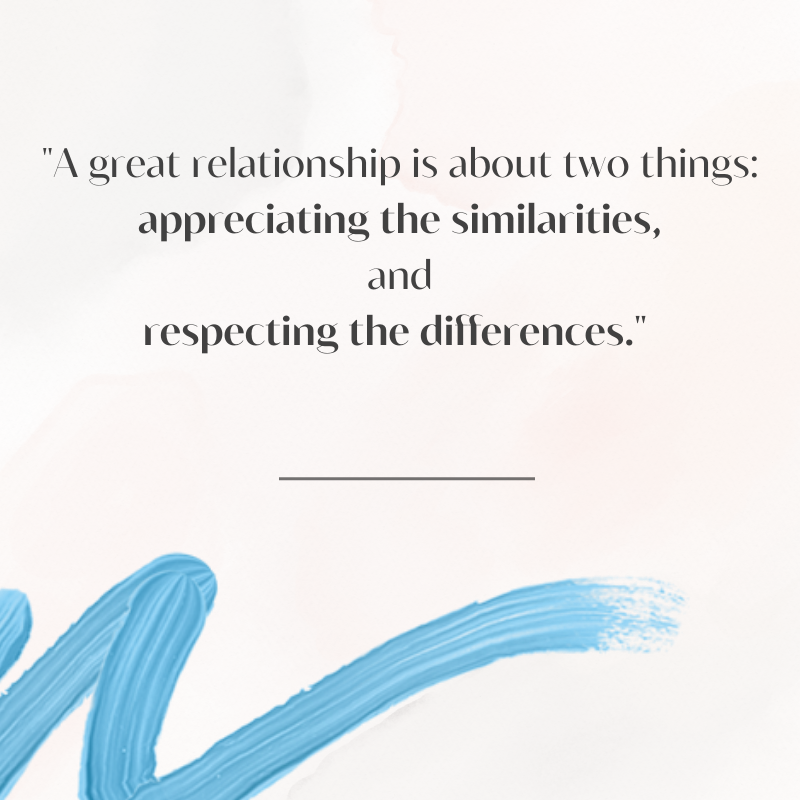 "A great relationship is about two things:
appreciating the similarities,
and
respecting the differences."